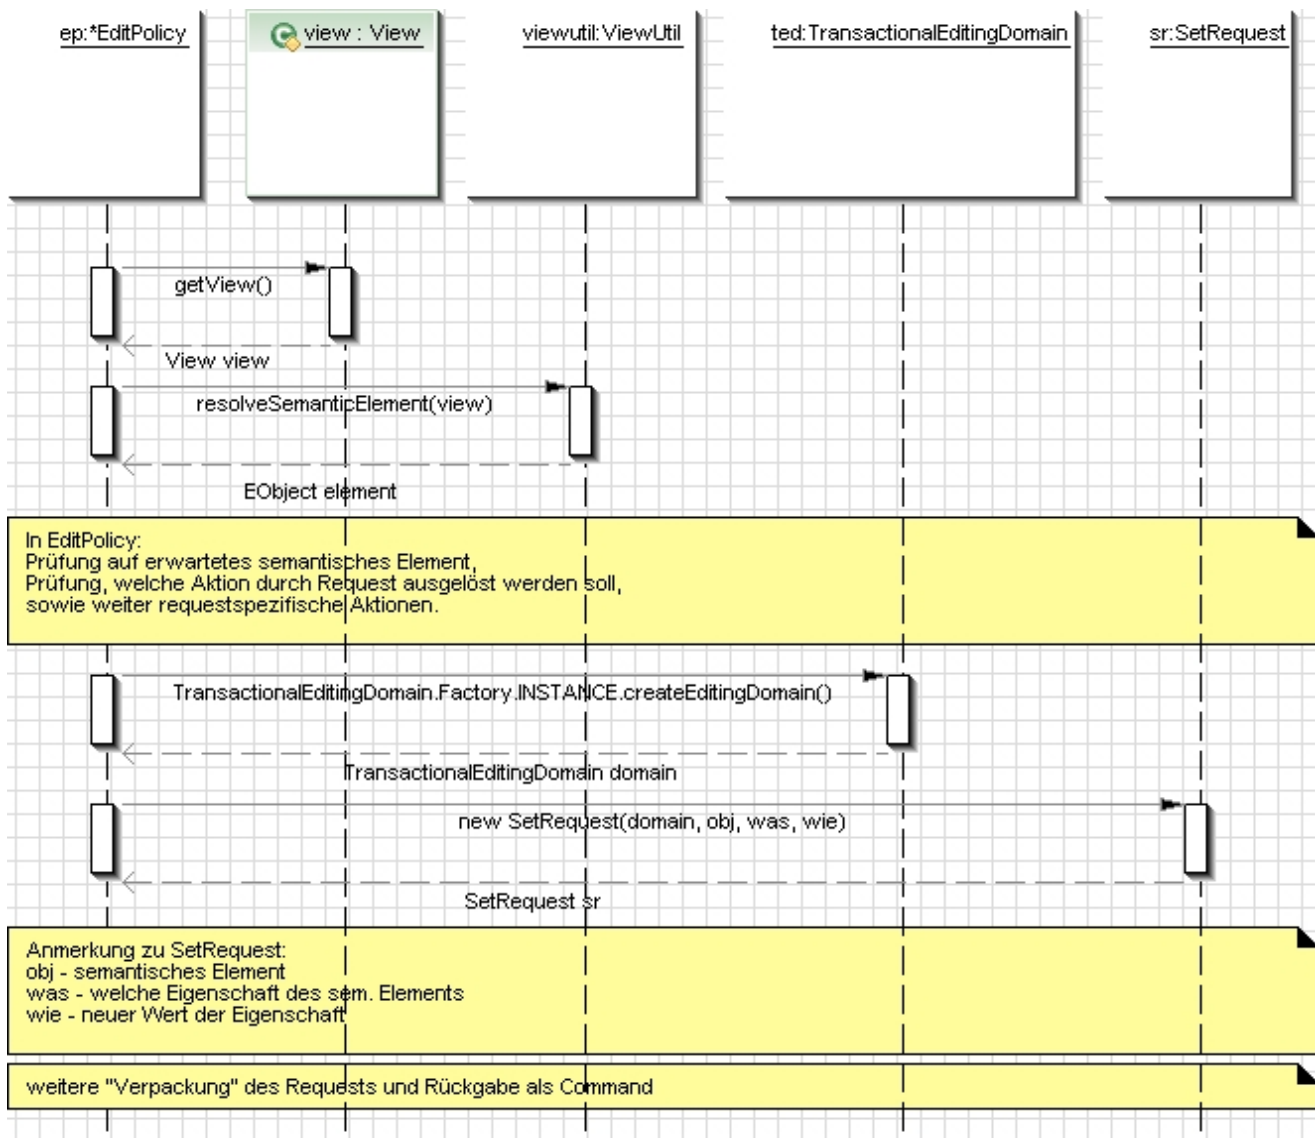 ep:*EditPolicy
view : View
viewutil:ViewUtil
ted:TransactionalEditingDomain
sr:SetRequest
getView()
View view
resolveSemanticElement(view)
EObject element
In EditPolicy:
Prüfung auf erwartetes semantisches Element,
Prüfung, welche Aktion durch Request ausgelöst werden soll,
sowie weiter requestspezifische Aktionen.
TransactionalEditingDomain.Factory.INSTANCE.createEditingDomain()
TransactionalEditingDomain domain
new SetRequest(domain, obj, was, wie)
SetRequest sr
Anmerkung zu SetRequest:
obj - semantisches Element
was - welche Eigenschaft des sem. Elements
wie - neuer Wert der Eigenschaft
weitere "Verpackung" des Requests und Rückgabe als Command